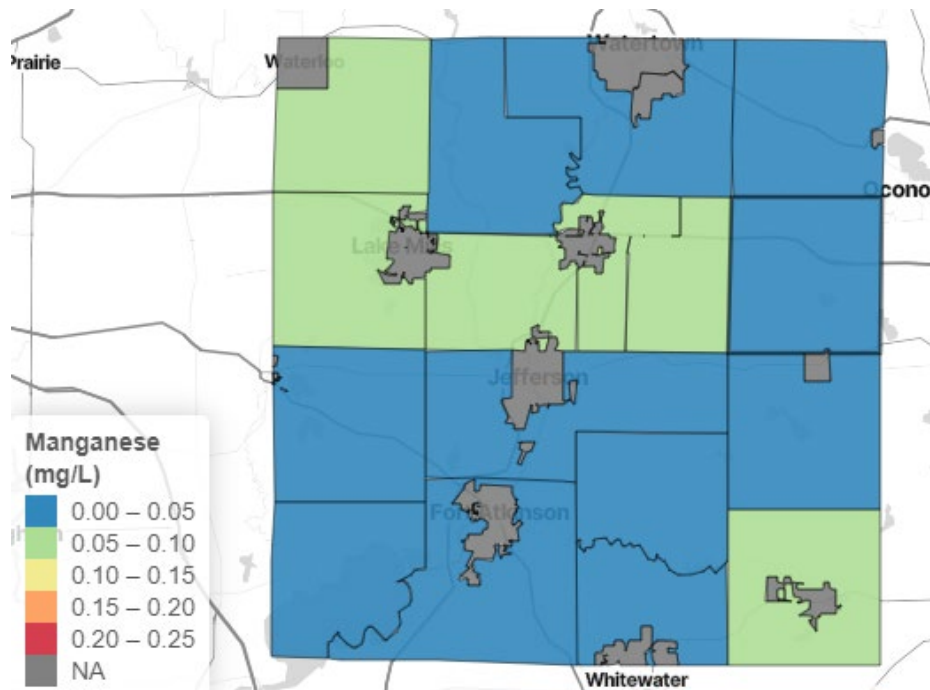 Watertown
Prairie
Waterloo
Ocono
Lake Mills
Jefferson
Manganese
(mg/L)
0.00 – 0.05
0.05 – 0.10
0.10 – 0.15
0.15 – 0.20
0.20 – 0.25
NA
Fort Atkinson
Whitewater